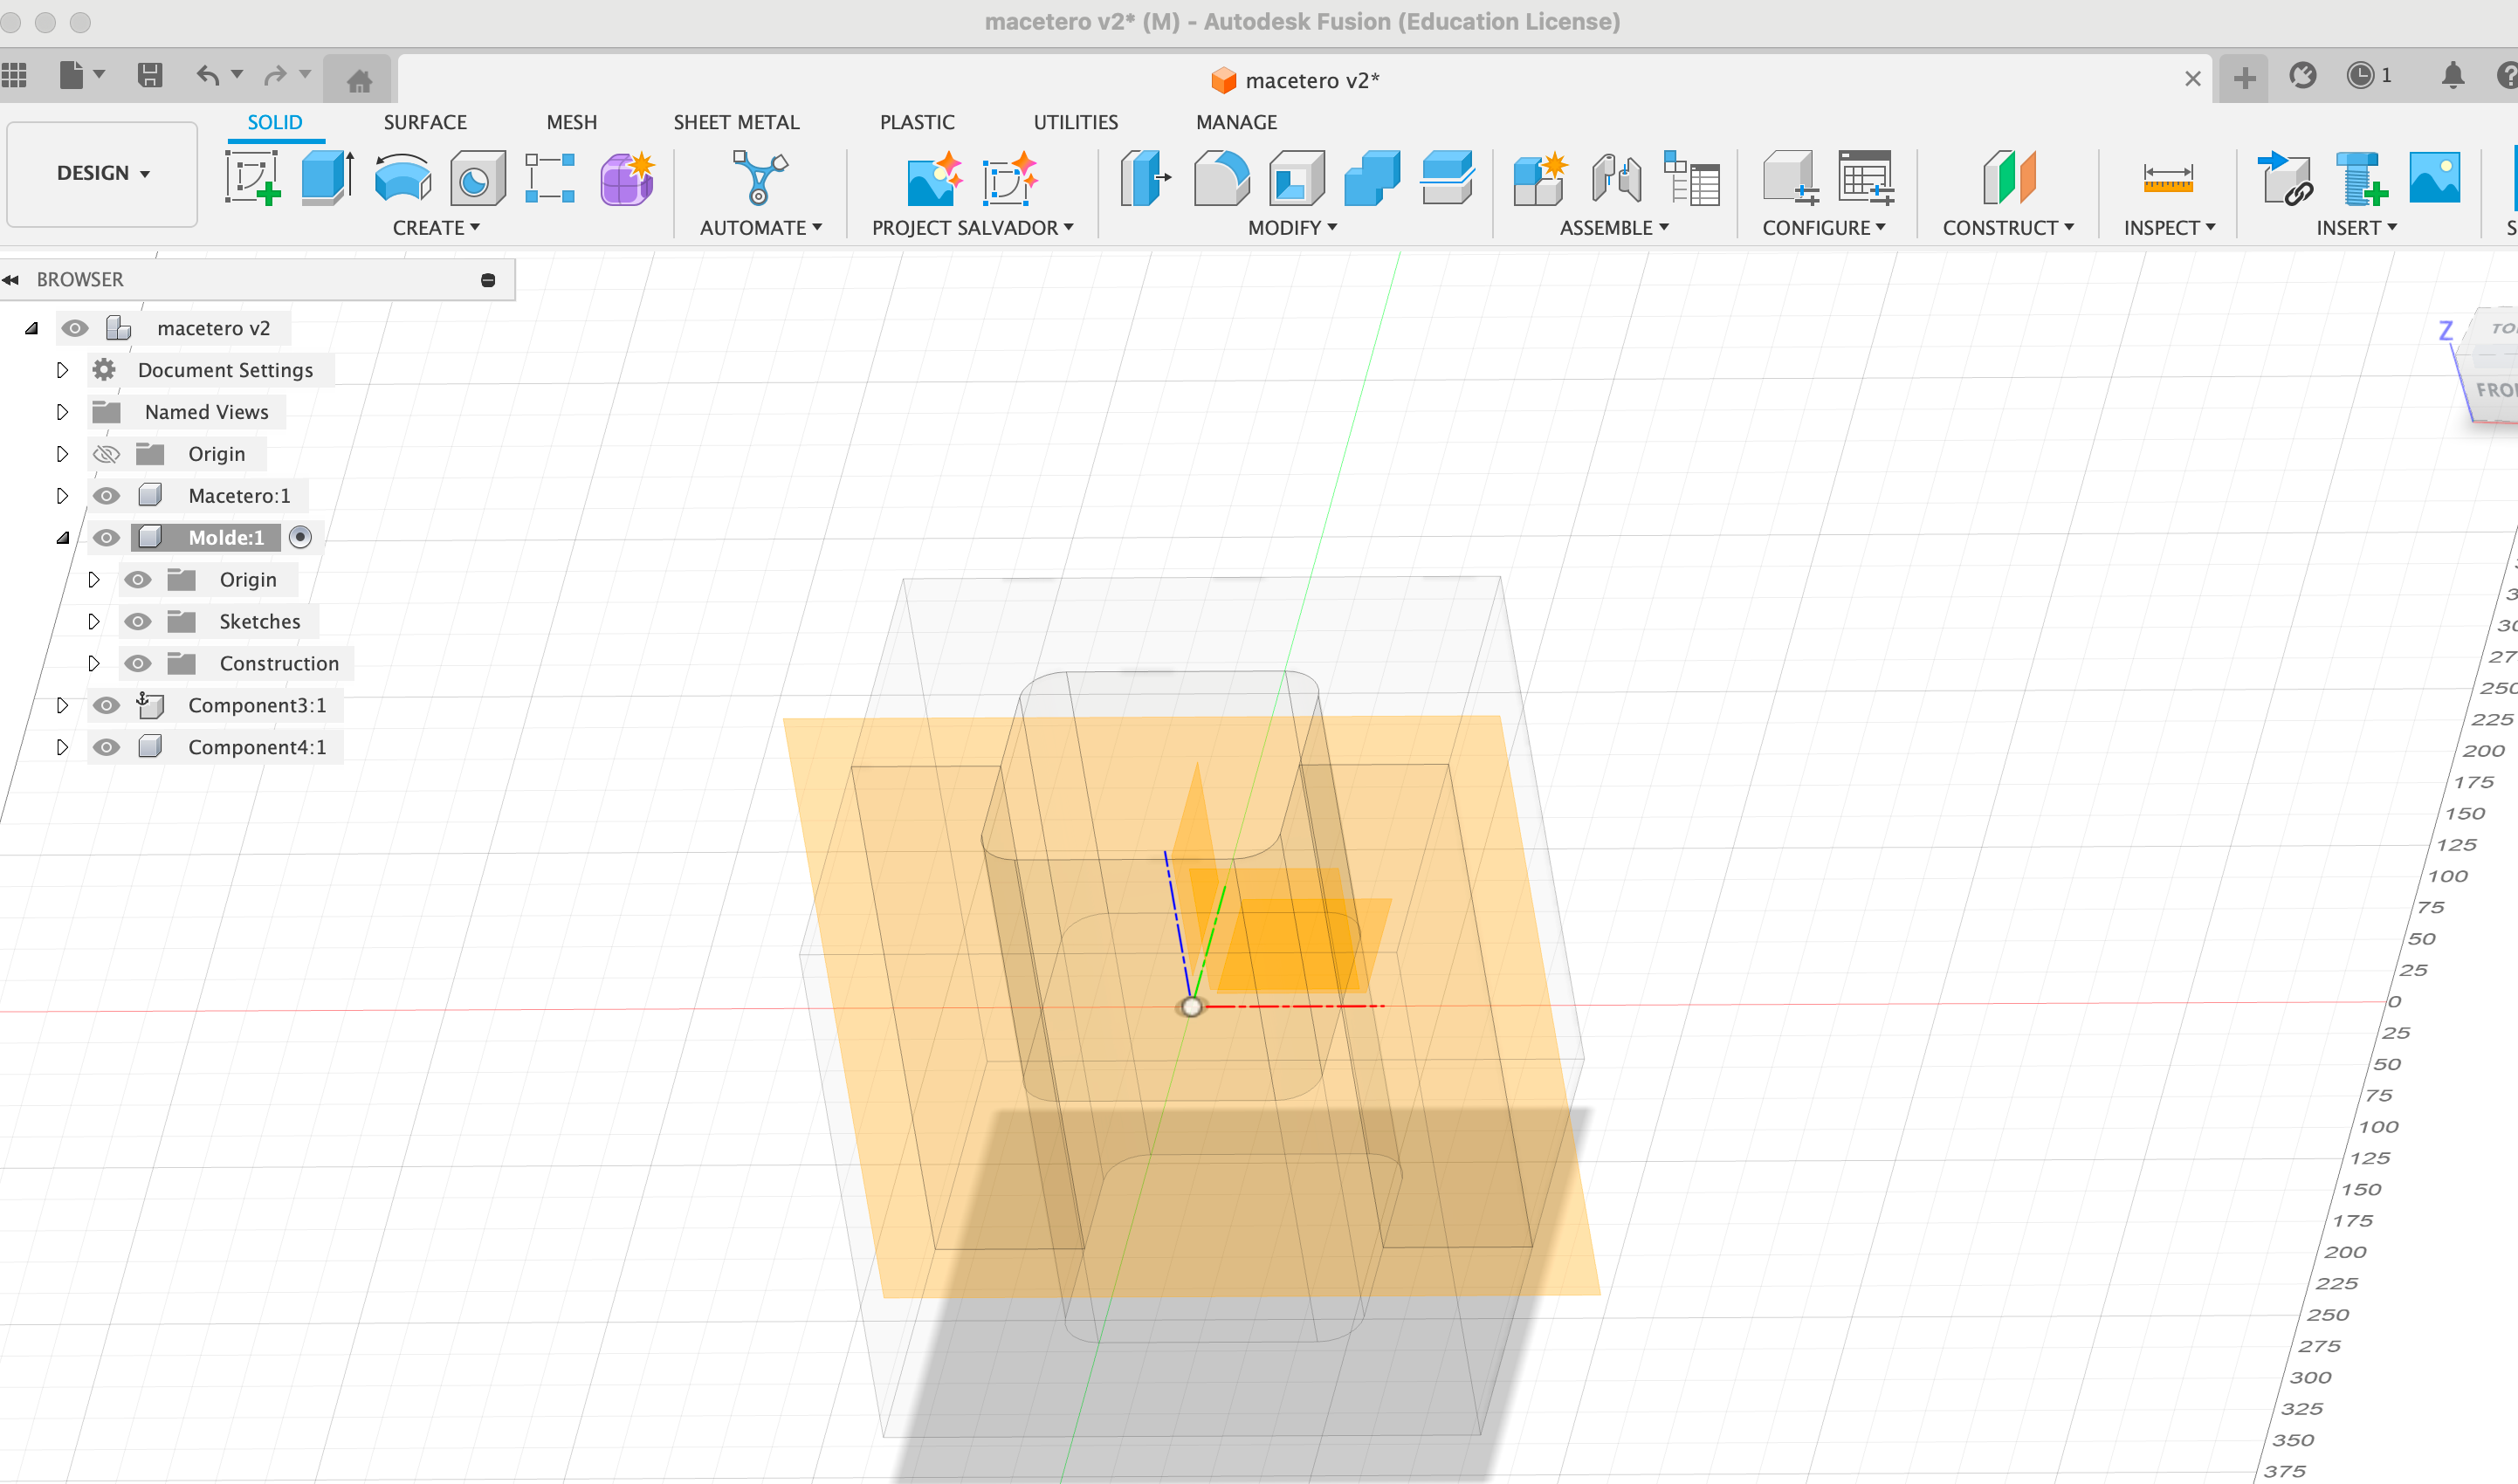 macetero v2* (M) - Autodesk Fusion (Education License)
macetero v2*
1
DESIGN
SOLID
SURFACE
MESH
SHEET METAL
PLASTIC
UTILITIES
MANAGE
CREATE
AUTOMATE
PROJECT SALVADOR
MODIFY
ASSEMBLE
CONFIGURE
CONSTRUCT
INSPECT
INSERT
S
BROWSER
macetero v2
Document Settings
Named Views
Origin
Macetero:1
Molde:1
Origin
Sketches
Construction
Component3:1
Component4:1
Z
TO
FRO
3
30
27
250
225
200
175
150
125
100
75
50
25
0
25
50
75
100
125
150
175
200
225
250
275
300
325
350
375